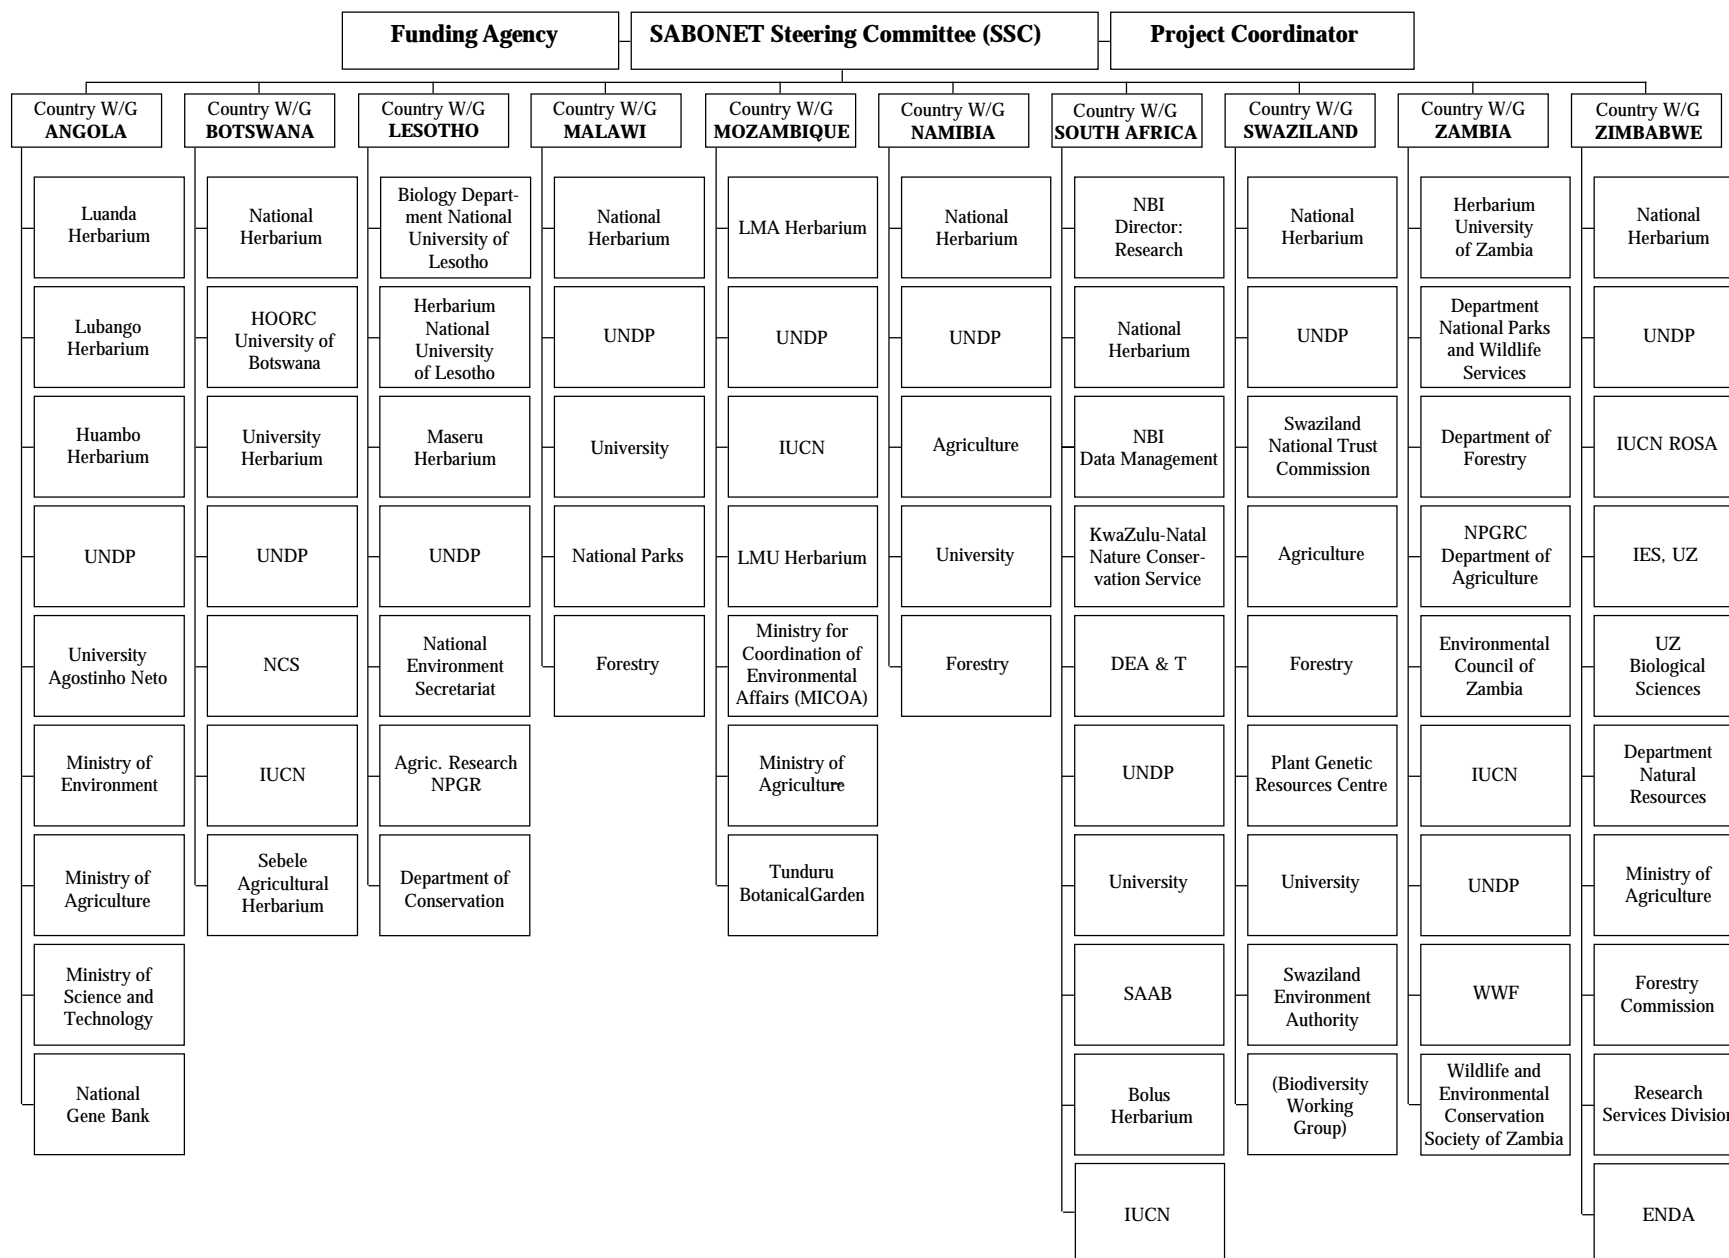 Funding Agency
SABONET Steering Committee (SSC)
Project Coordinator
Country W/G
ANGOLA
Luanda
Herbarium
Lubango
Herbarium
Huambo
Herbarium
UNDP
University
Agostinho Neto
Ministry of
Environment
Ministry of
Agriculture
Ministry of
Science and
Technology
National
Gene Bank
Country W/G
BOTSWANA
National
Herbarium
HOORC
University of
Botswana
University
Herbarium
UNDP
NCS
IUCN
Sebele
Agricultural
Herbarium
Country W/G
LESOTHO
Biology Depart-
ment National
University of
Lesotho
Herbarium
National
University
of Lesotho
Maseru
Herbarium
UNDP
National
Environment
Secretariat
Agric. Research
NPGR
Department of
Conservation
Country W/G
MALAWI
National
Herbarium
UNDP
University
National Parks
Forestry
Country W/G
MOZAMBIQUE
LMA Herbarium
UNDP
IUCN
LMU Herbarium
Ministry for
Coordination of
Environmental
Affairs (MICOA)
Ministry of
Agriculture
Tunduru
BotanicalGarden
Country W/G
NAMIBIA
National
Herbarium
UNDP
Agriculture
University
Forestry
Country W/G
SOUTH AFRICA
NBI
Director:
Research
National
Herbarium
NBI
Data Management
KwaZulu-Natal
Nature Conser-
vation Service
DEA & T
UNDP
University
SAAB
Bolus
Herbarium
IUCN
Country W/G
SWAZILAND
National
Herbarium
UNDP
Swaziland
National Trust
Commission
Agriculture
Forestry
Plant Genetic
Resources Centre
University
Swaziland
Environment
Authority
(Biodiversity
Working
Group)
Country W/G
ZAMBIA
Herbarium
University
of Zambia
Department
National Parks
and Wildlife
Services
Department of
Forestry
NPGRC
Department of
Agriculture
Environmental
Council of
Zambia
IUCN
UNDP
WWF
Wildlife and
Environmental
Conservation
Society of Zambia
Country W/G
ZIMBABWE
National
Herbarium
UNDP
IUCN ROSA
IES, UZ
UZ
Biological
Sciences
Department
Natural
Resources
Ministry of
Agriculture
Forestry
Commission
Research
Services Division
ENDA